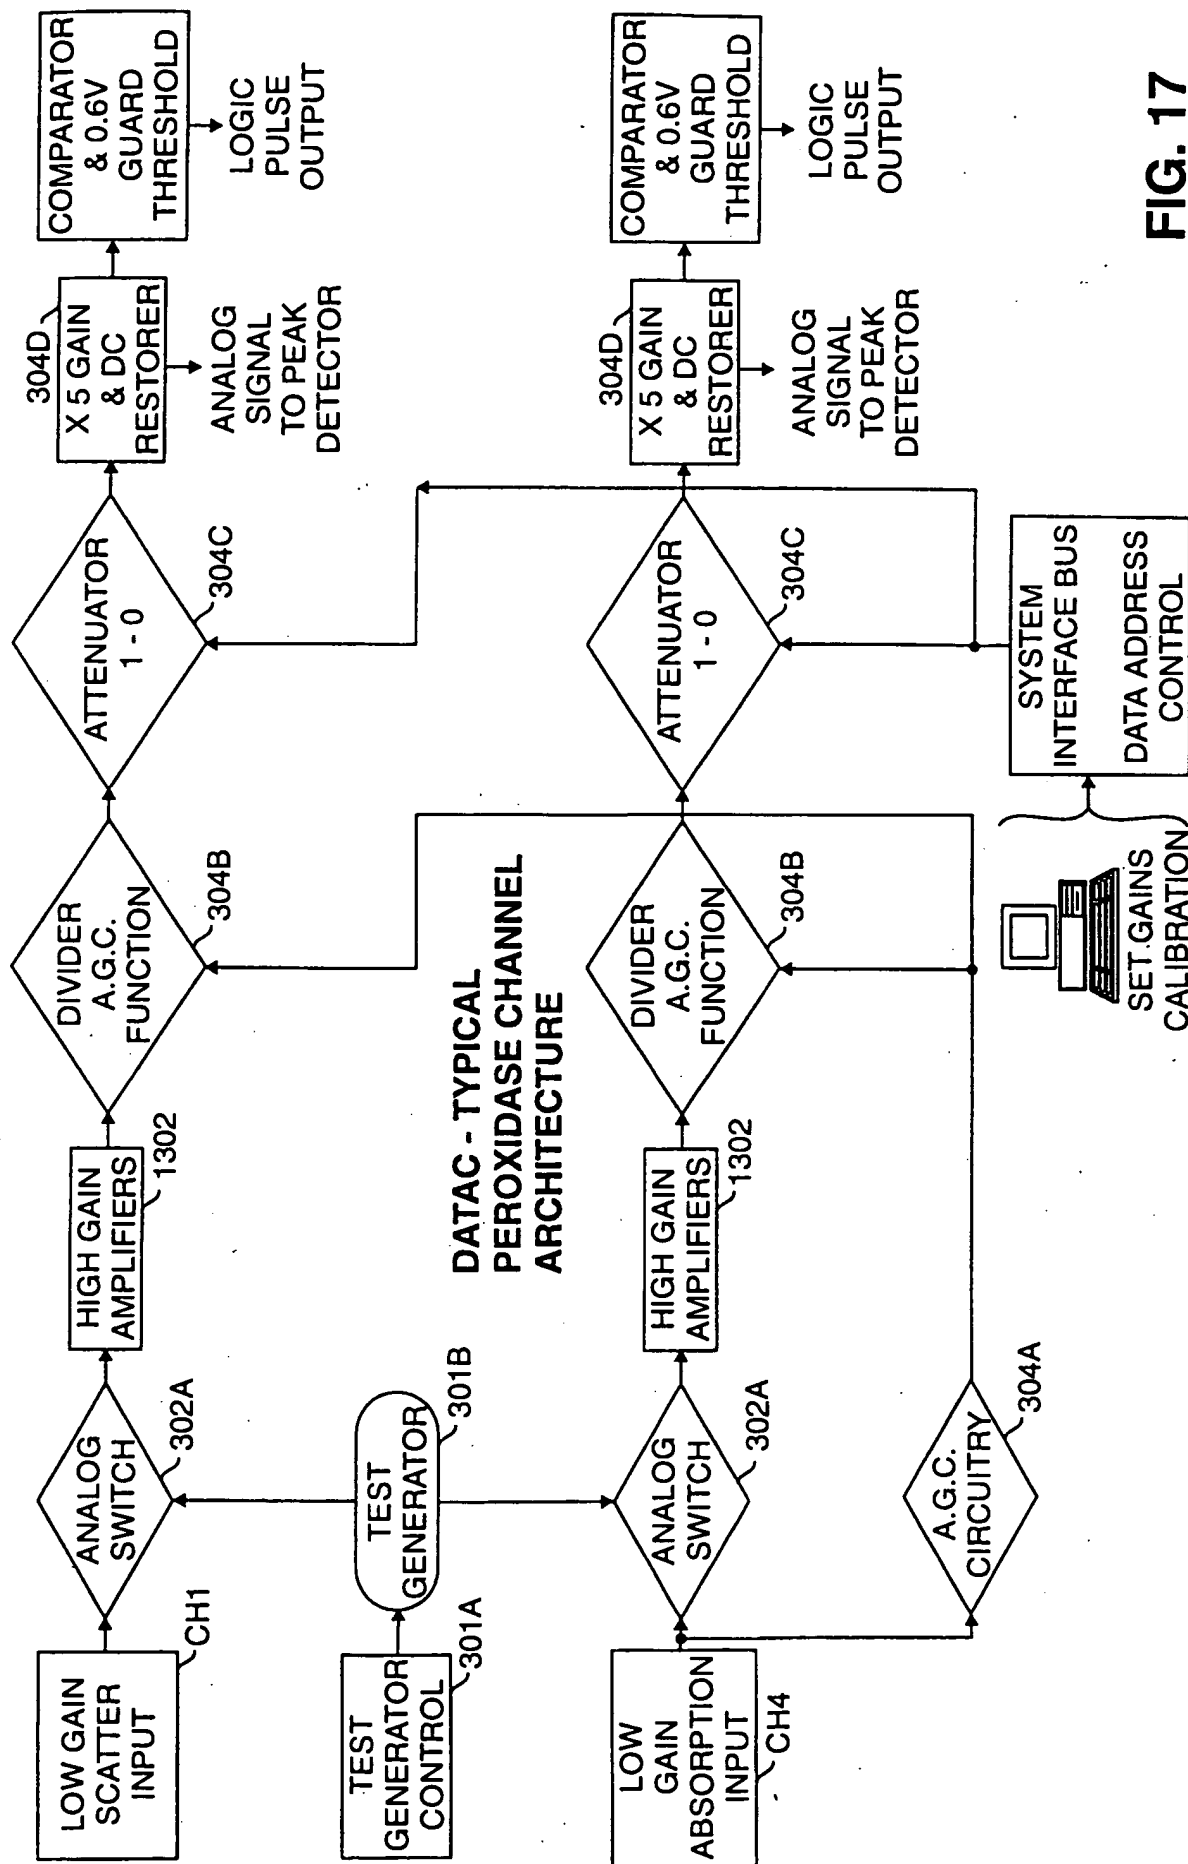 LOW GAIN
SCATTER
INPUT
CH1
ANALOG
SWITCH
302A
HIGH GAIN
AMPLIFIERS
1302
DIVIDER
A.G.C.
FUNCTION
304B
ATTENUATOR
1 - 0
304C
304D
X 5 GAIN
& DC
RESTORER
ANALOG
SIGNAL
TO PEAK
DETECTOR
COMPARATOR
& 0.6V
GUARD
THRESHOLD
LOGIC
PULSE
OUTPUT
TEST
GENERATOR
CONTROL
301A
TEST
GENERATOR
301B
DATAC - TYPICAL
PEROXIDASE CHANNEL
ARCHITECTURE
LOW
GAIN
ABSORPTION
INPUT
CH4
ANALOG
SWITCH
302A
HIGH GAIN
AMPLIFIERS
1302
DIVIDER
A.G.C.
FUNCTION
304B
ATTENUATOR
1 - 0
304C
304D
X 5 GAIN
& DC
RESTORER
ANALOG
SIGNAL
TO PEAK
DETECTOR
COMPARATOR
& 0.6V
GUARD
THRESHOLD
LOGIC
PULSE
OUTPUT
A.G.C.
CIRCUITRY
304A
SET GAINS
CALIBRATION
SYSTEM
INTERFACE BUS
DATA ADDRESS
CONTROL
FIG. 17